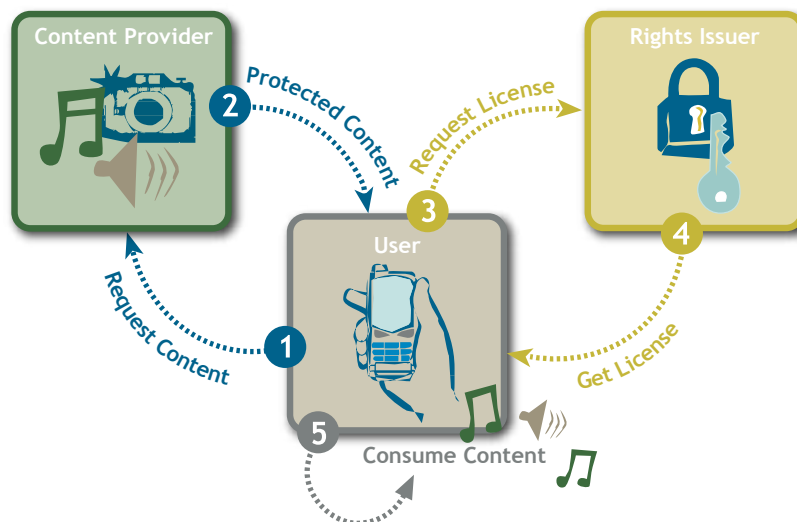 Content Provider
Rights Issuer
2
Protected Content
Request License
3
4
User
Request Content
1
Get License
5
Consume Content